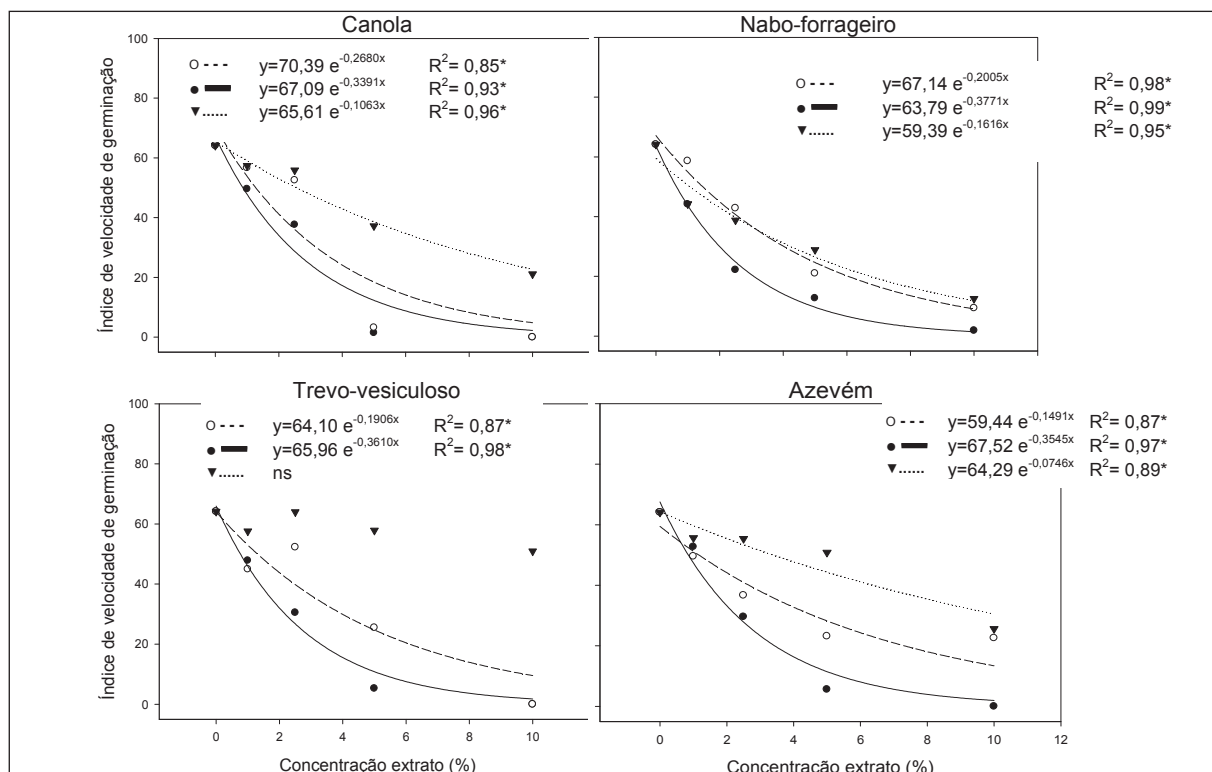 Canola
y=70,39 e-0,2680x R2= 0,85*
y=67,09 e-0,3391x R2= 0,93*
y=65,61 e-0,1063x R2= 0,96*
Índice de velocidade de germinação
100
80
60
40
20
0
Nabo-forrageiro
y=67,14 e-0,2005x R2= 0,98*
y=63,79 e-0,3771x R2= 0,99*
y=59,39 e-0,1616x R2= 0,95*
Trevo-vesiculoso
y=64,10 e-0,1906x R2= 0,87*
y=65,96 e-0,3610x R2= 0,98*
ns
Índice de velocidade de germinação
100
80
60
40
20
0
0 2 4 6 8 10
Concentração extrato (%)
Azevém
y=59,44 e-0,1491x R2= 0,87*
y=67,52 e-0,3545x R2= 0,97*
y=64,29 e-0,0746x R2= 0,89*
0 2 4 6 8 10 12
Concentração extrato (%)